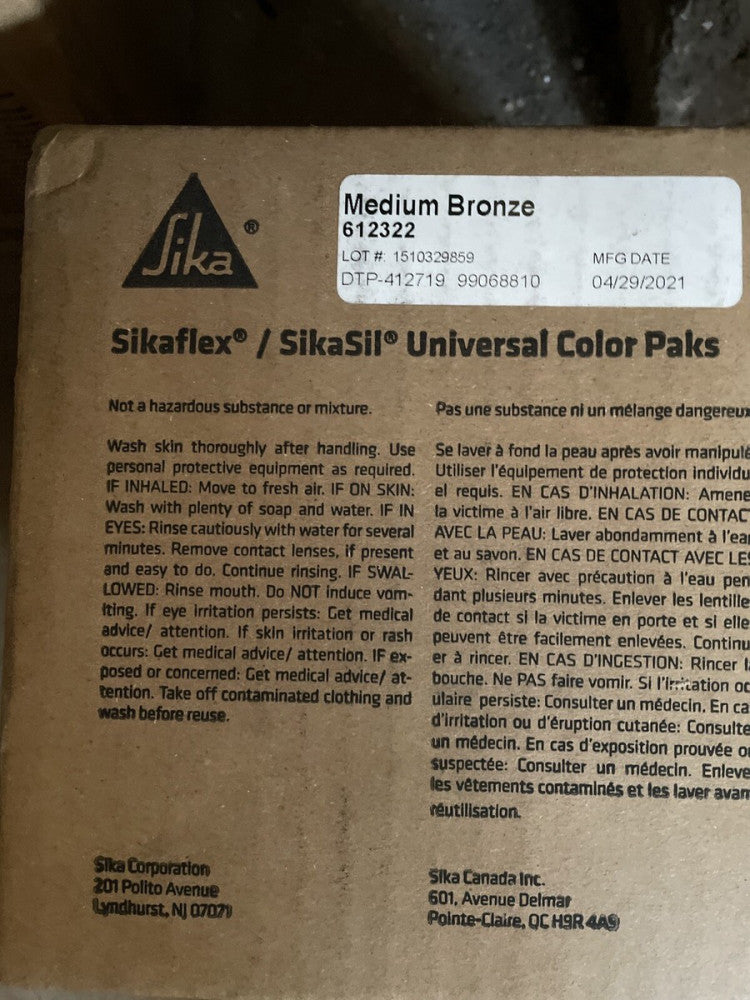 Sika®
Medium Bronze
612322
LOT #: 1510329859 MFG DATE
DTP-412719 99068810 04/29/2021
Sikaflex® / SikaSil® Universal Color Paks
Not a hazardous substance or mixture.
Wash skin thoroughly after handling. Use
personal protective equipment as required.
IF INHALED: Move to fresh air. IF ON SKIN:
Wash with plenty of soap and water. IF IN
EYES: Rinse cautiously with water for several
minutes. Remove contact lenses, if present
and easy to do. Continue rinsing. IF SWAL-
LOWED: Rinse mouth. Do NOT induce vom-
iting. If eye irritation persists: Get medical
advice/ attention. If skin irritation or rash
occurs: Get medical advice/ attention. IF ex-
posed or concerned: Get medical advice/ at-
tention. Take off contaminated clothing and
wash before reuse.
Pas une substance ni un mélange dangereux
Se laver à fond la peau après avoir manipulé
Utiliser l'équipement de protection individu
el requis. EN CAS D'INHALATION: Amene
la victime à l'air libre. EN CAS DE CONTAC
AVEC LA PEAU: Laver abondamment à l'eau
et au savon. EN CAS DE CONTACT AVEC LES
YEUX: Rincer avec précaution à l'eau pen
dant plusieurs minutes. Enlever les lentille
de contact si la victime en porte et si elle
peuvent être facilement enlevées. Continu
er à rincer. EN CAS D'INGESTION: Rincer l
bouche. Ne PAS faire vomir. Si l'irritation oc
ulaire persiste: Consulter un médecin. En ca
d'irritation ou d'éruption cutanée: Consulte
un médecin. En cas d'exposition prouvée o
suspectée: Consulter un médecin. Enleve
les vêtements contaminés et les laver avan
réutilisation.
Sika Corporation
201 Polito Avenue
Lyndhurst, NJ 07071
Sika Canada Inc.
601, Avenue Delmar
Pointe-Claire, QC H9R 4A9